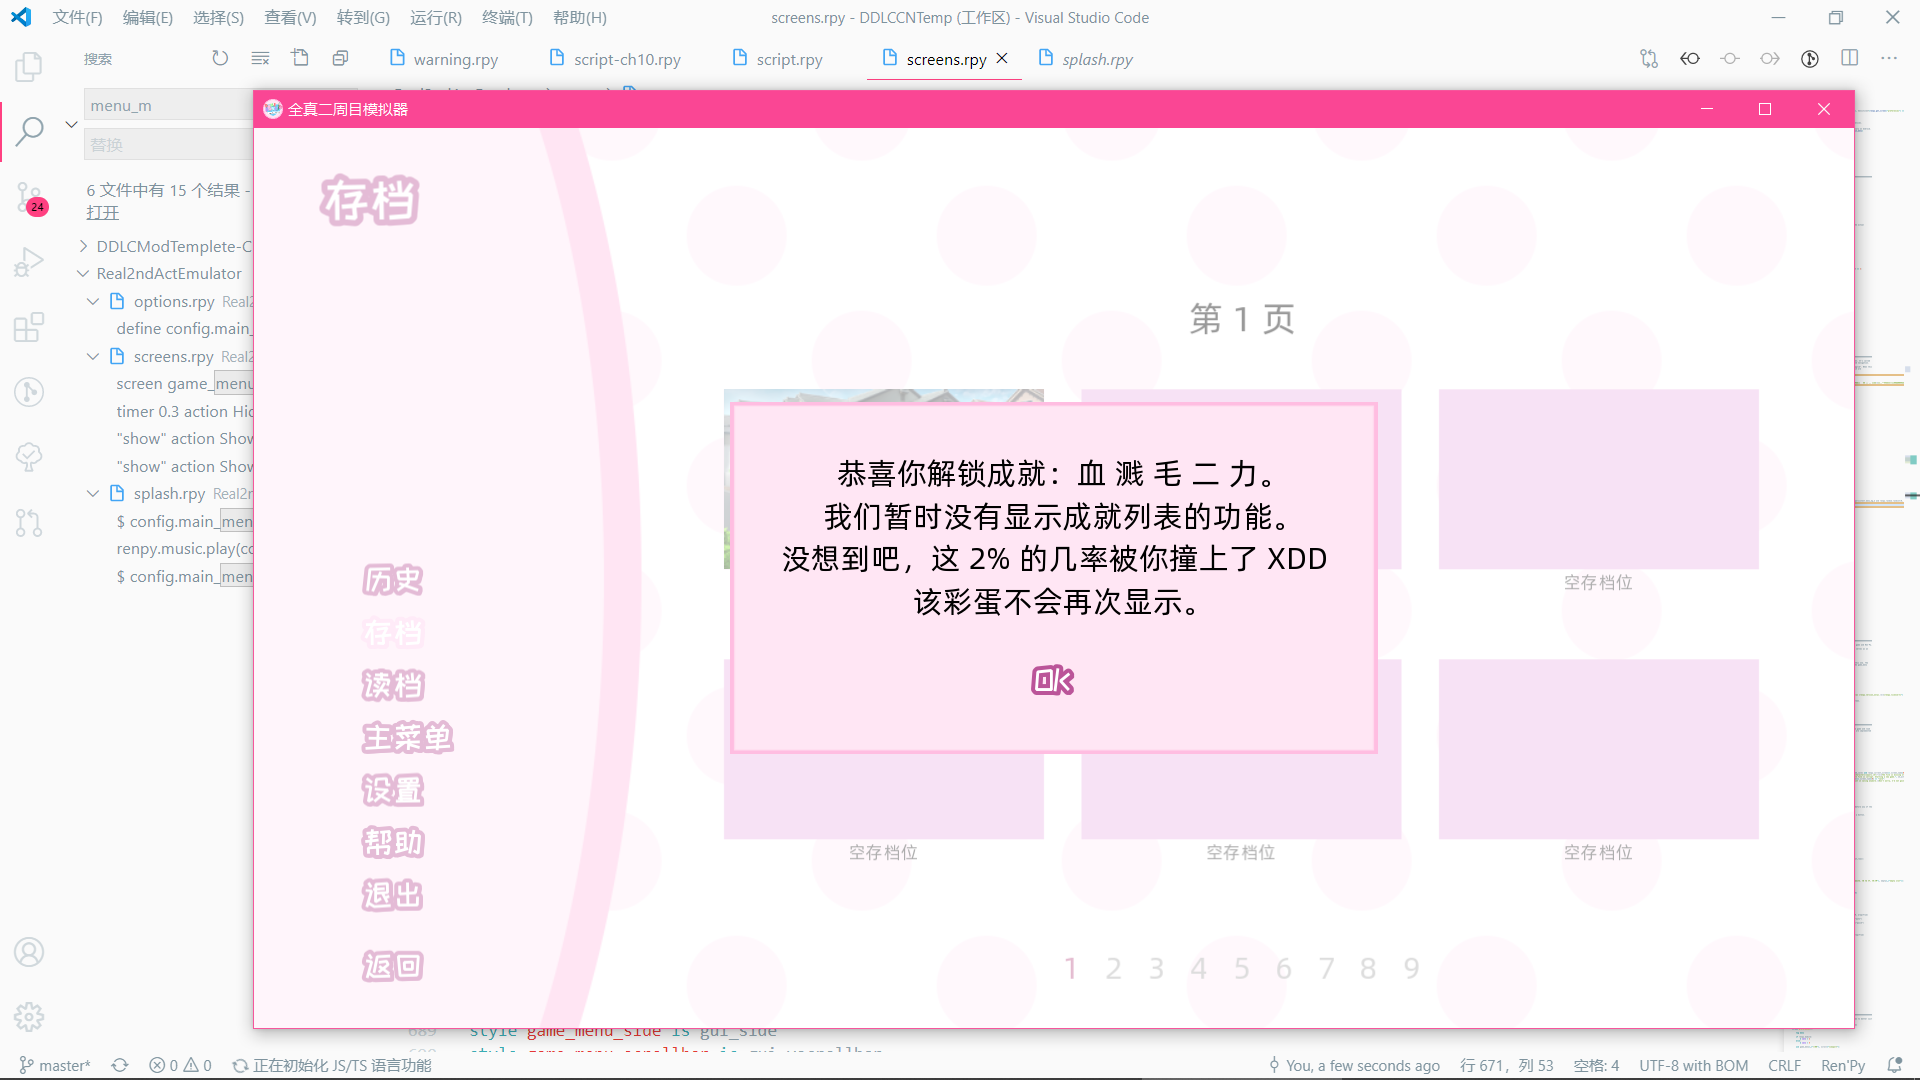 文件(F) 编辑(E) 选择(S) 查看(V) 转到(G) 运行(R) 终端(T) 帮助(H)
screens.rpy - DDLCCNTemp (工作区) - Visual Studio Code
搜索
warning.rpy
script-ch10.rpy
script.rpy
screens.rpy
splash.rpy
menu_m
替换
6 文件中有 15 个结果 -
打开
DDLCModTemplete-C
Real2ndActEmulator
options.rpy Real2
define config.main_
screens.rpy Real2
screen game_menu
timer 0.3 action Hid
"show" action Show
"show" action Show
splash.rpy Real2n
$ config.main_men
renpy.music.play(co
$ config.main_men
24
全真二周目模拟器
存档
第 1 页
恭喜你解锁成就：血 溅 毛 二 力。
我们暂时没有显示成就列表的功能。
没想到吧，这 2% 的几率被你撞上了 XDD
该彩蛋不会再次显示。
OK
空存档位
空存档位
空存档位
空存档位
历史
存档
读档
主菜单
设置
帮助
退出
返回
1 2 3 4 5 6 7 8 9
689 style game_menu_side is gui_side
master*
0 0
正在初始化 JS/TS 语言功能
You, a few seconds ago
行 671，列 53
空格: 4
UTF-8 with BOM
CRLF
Ren'Py